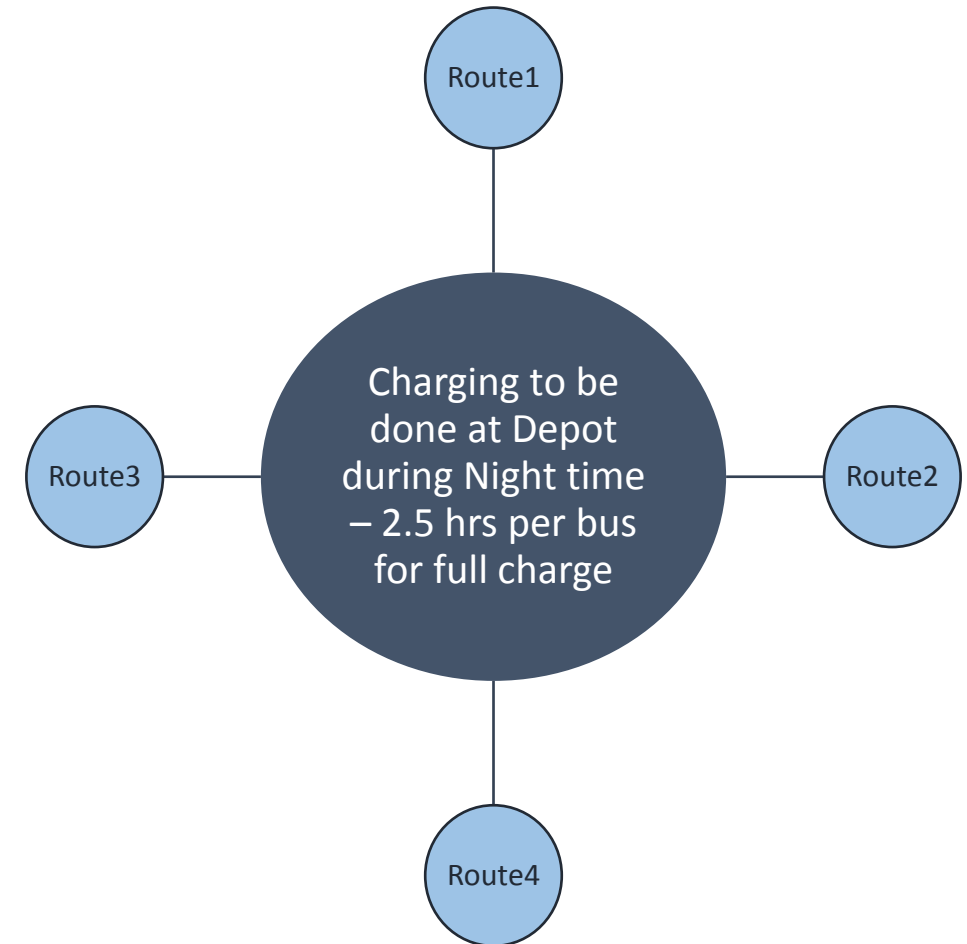 Route1
Charging to be
done at Depot
during Night time
– 2.5 hrs per bus
for full charge
Route3
Route2
Route4